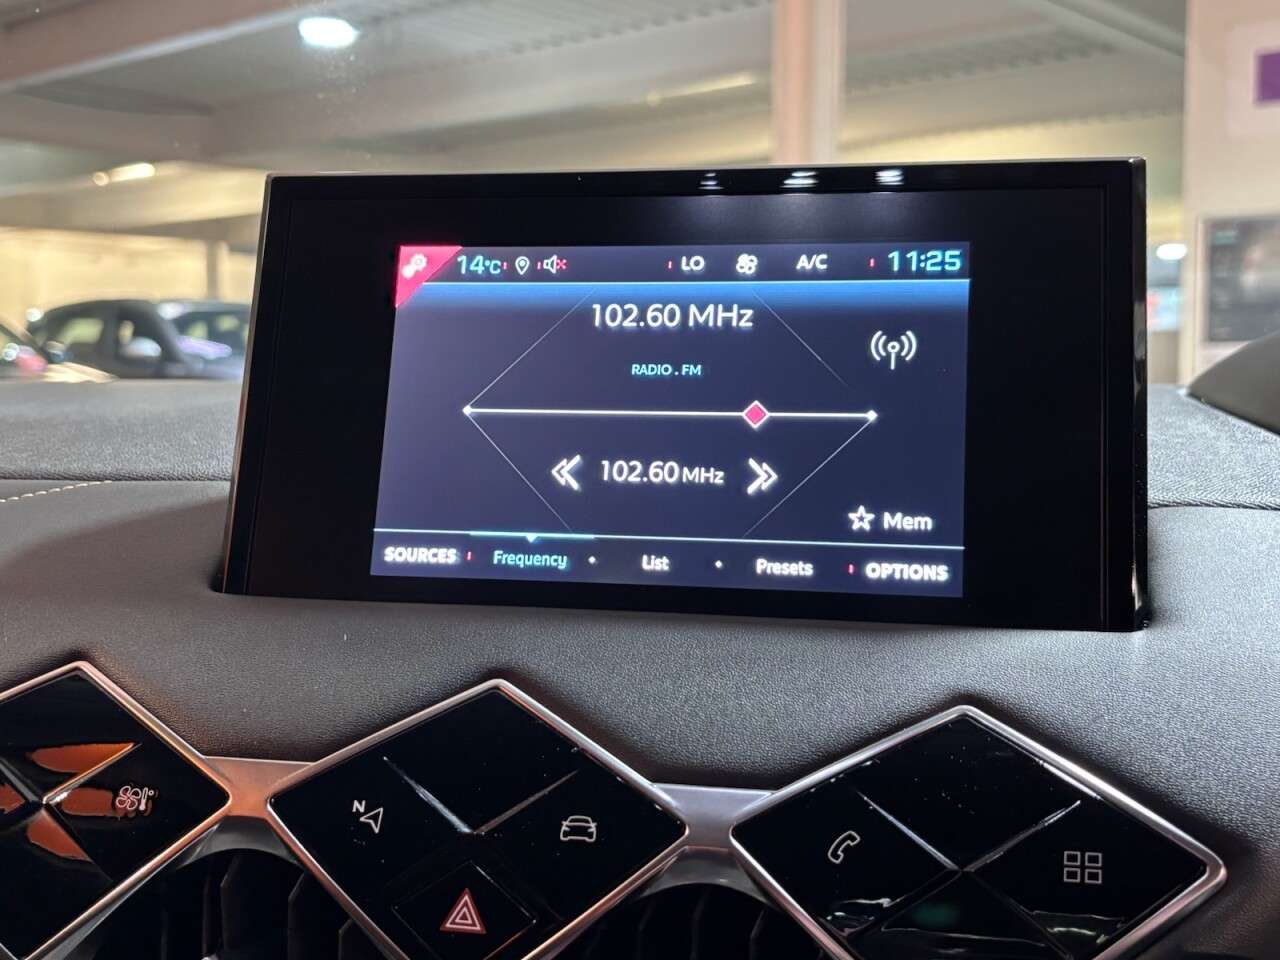 14°C LO A/C 11:25
102.60 MHz
RADIO . FM
102.60 MHz
Mem
SOURCES Frequency List Presets OPTIONS
N